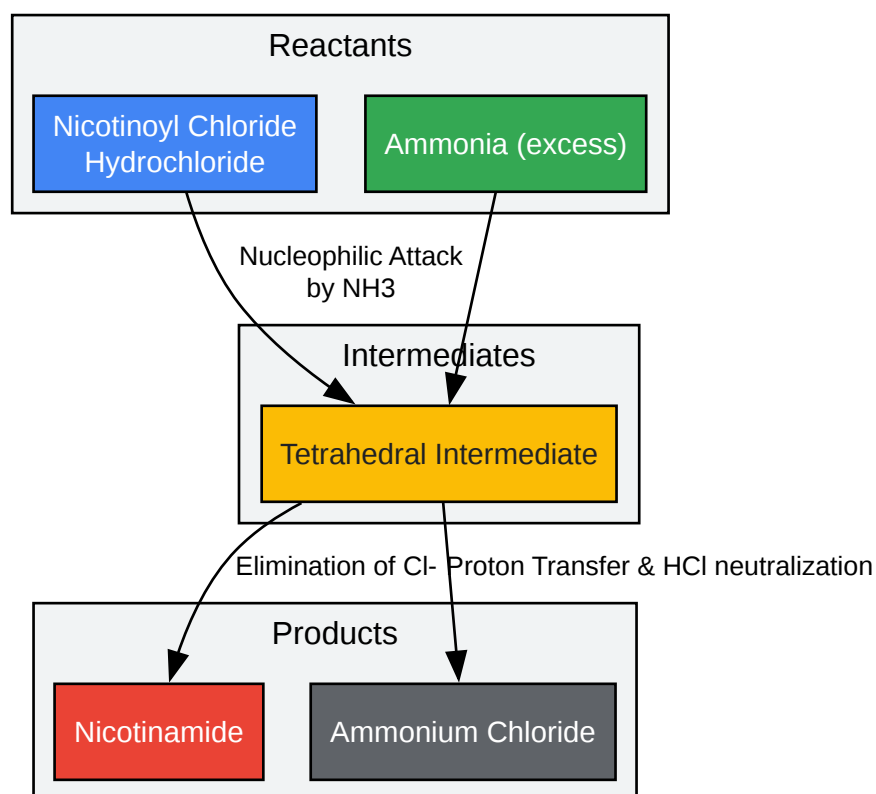 Reactants
Nicotinoyl Chloride
Hydrochloride
Ammonia (excess)
Nucleophilic Attack
by NH3
Intermediates
Tetrahedral Intermediate
Elimination of Cl-
Proton Transfer & HCl neutralization
Products
Nicotinamide
Ammonium Chloride